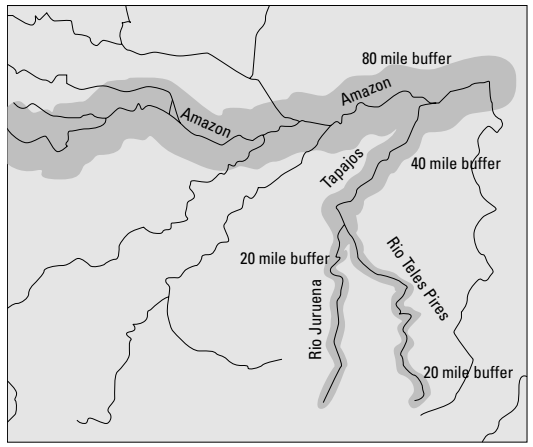 80 mile buffer
Amazon
Amazon
Tapajos
40 mile buffer
20 mile buffer
Rio Teles Pires
Rio Juruena
20 mile buffer